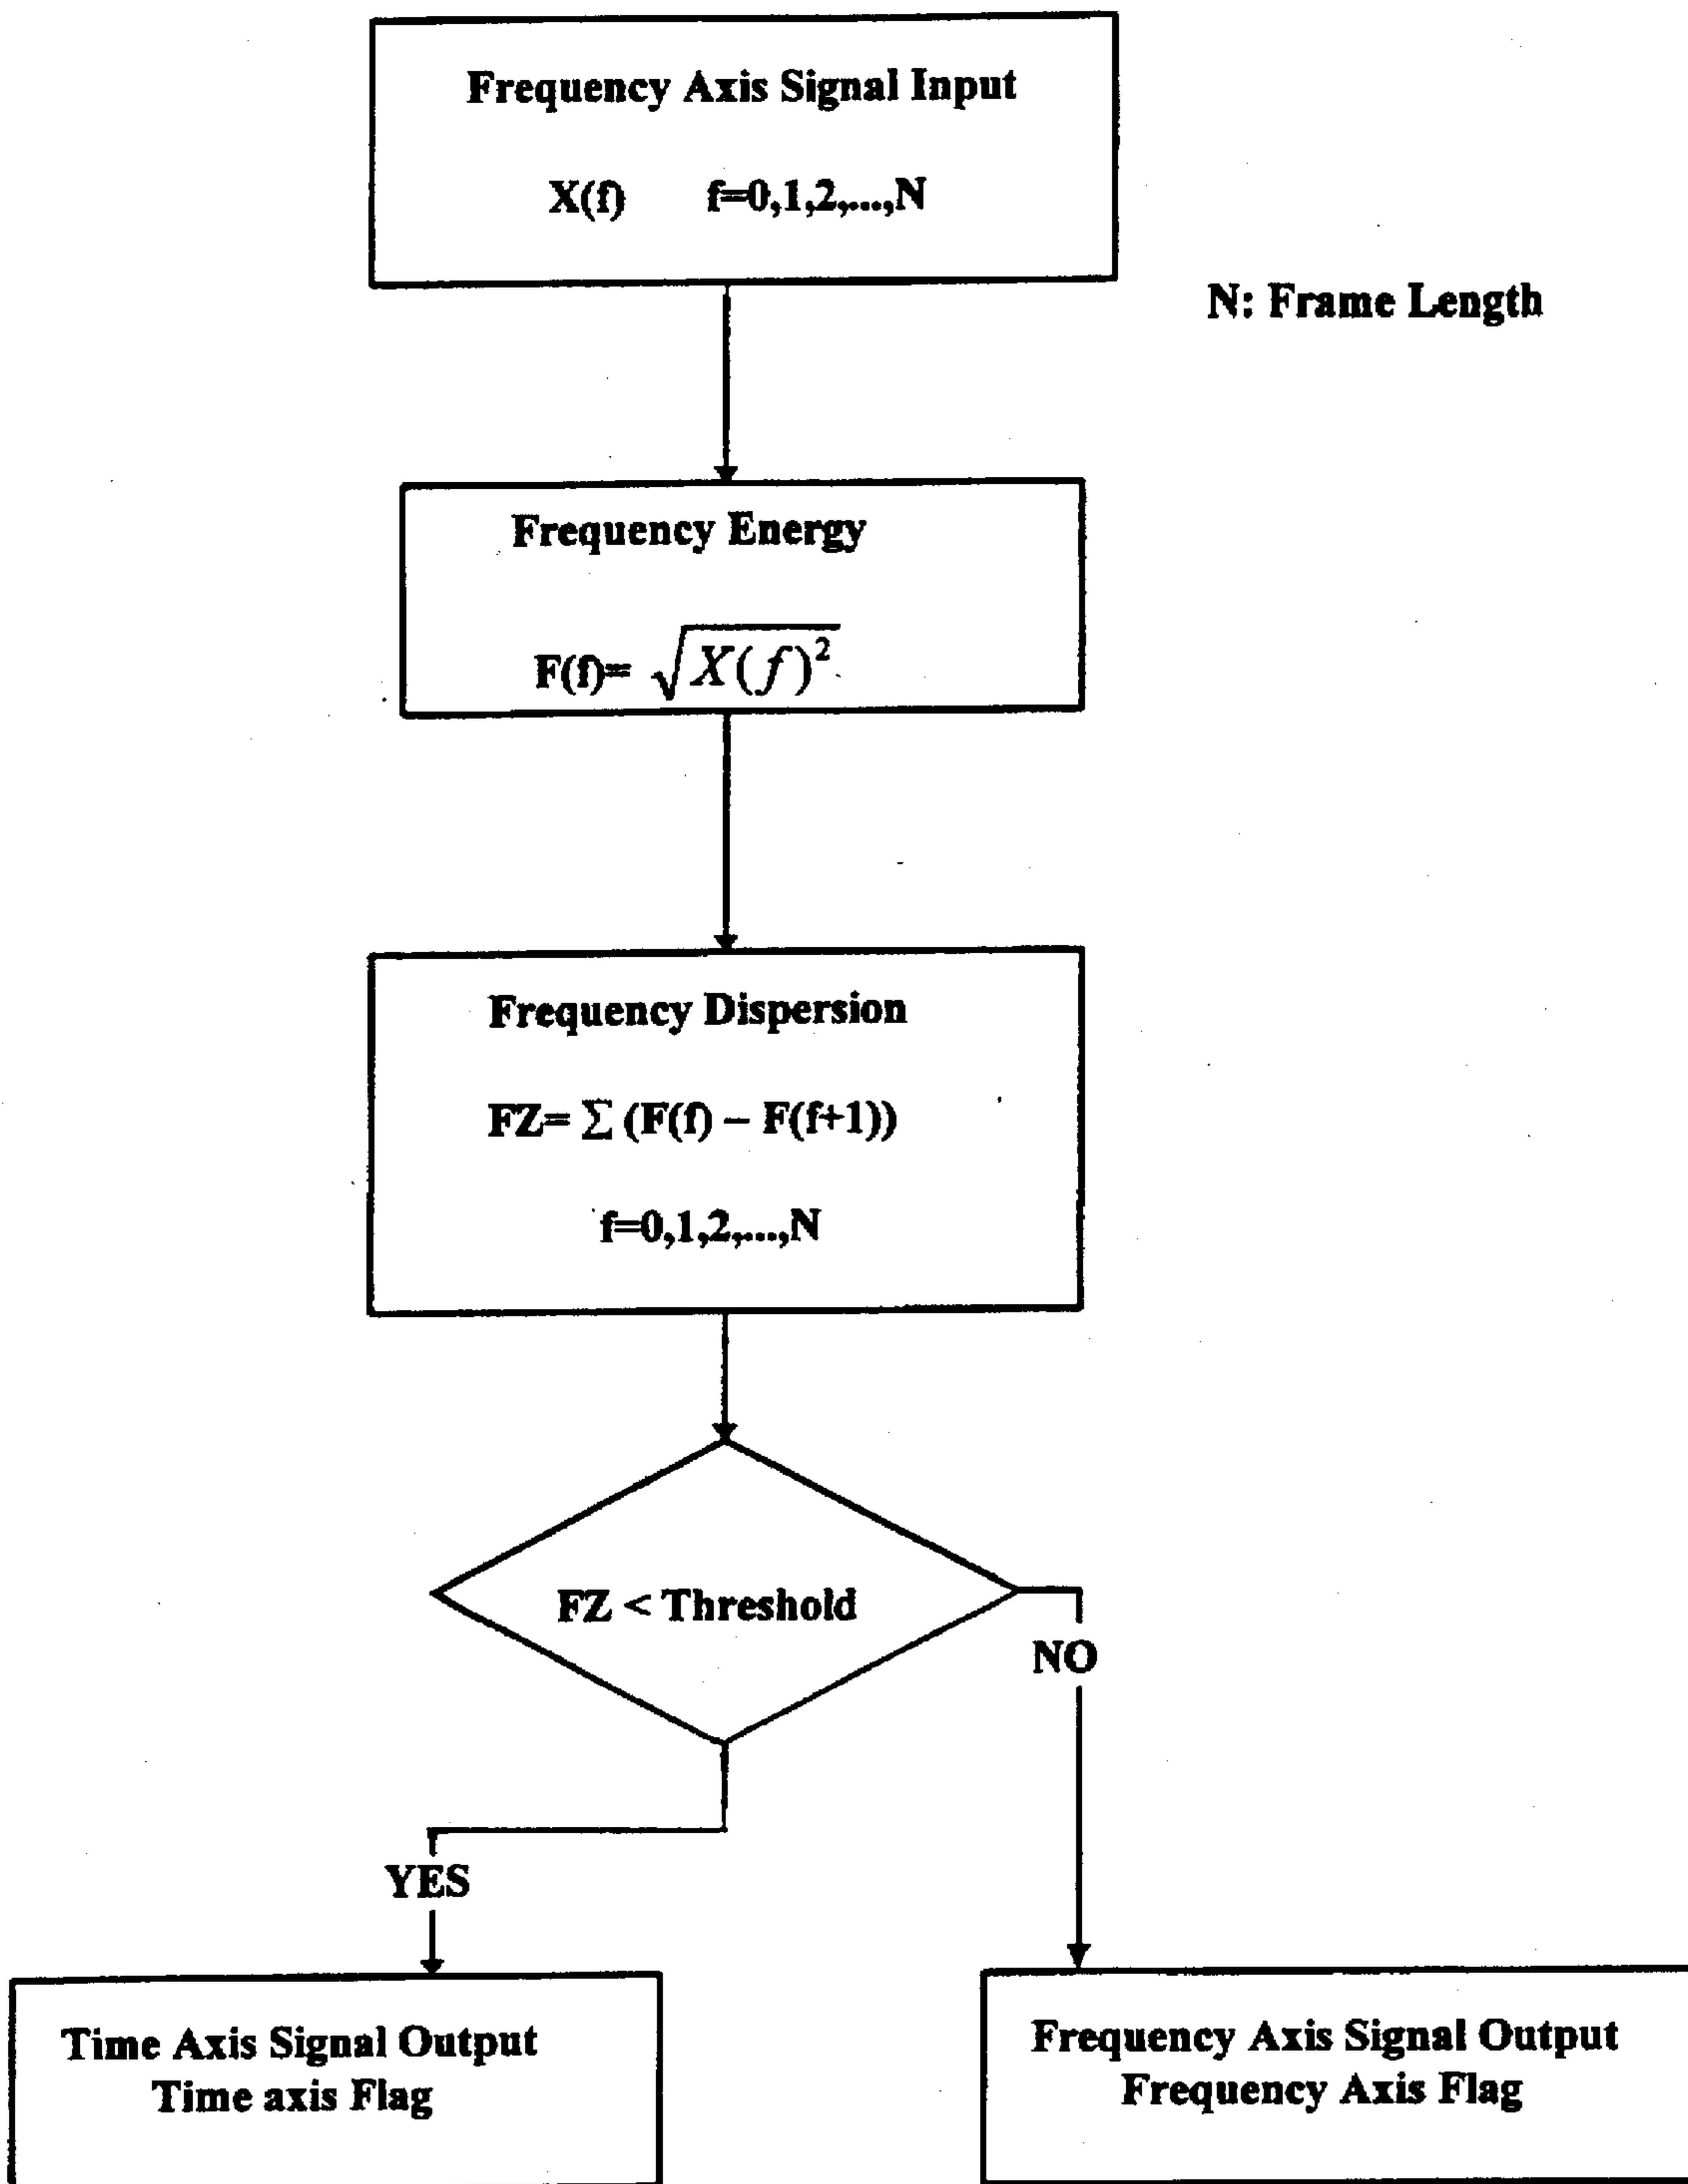 Frequency Axis Signal Input
X(f) f=0,1,2,...,N
N: Frame Length
Frequency Energy
F(f)= √X(f)²
Frequency Dispersion
FZ= Σ (F(f) – F(f+1))
f=0,1,2,...,N
FZ < Threshold
NO
YES
Time Axis Signal Output
Time axis Flag
Frequency Axis Signal Output
Frequency Axis Flag